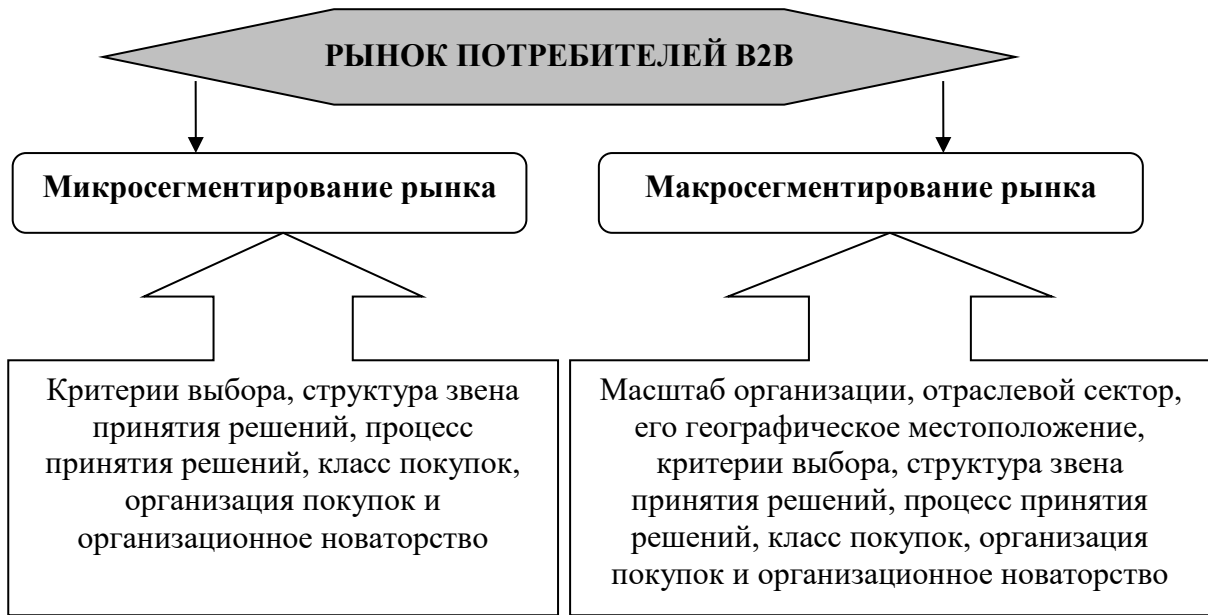 РЫНОК ПОТРЕБИТЕЛЕЙ В2В
Микросегментирование рынка
Макросегментирование рынка
Критерии выбора, структура звена
принятия решений, процесс
принятия решений, класс покупок,
организация покупок и
организационное новаторство
Масштаб организации, отраслевой сектор,
его географическое местоположение,
критерии выбора, структура звена
принятия решений, процесс принятия
решений, класс покупок, организация
покупок и организационное новаторство